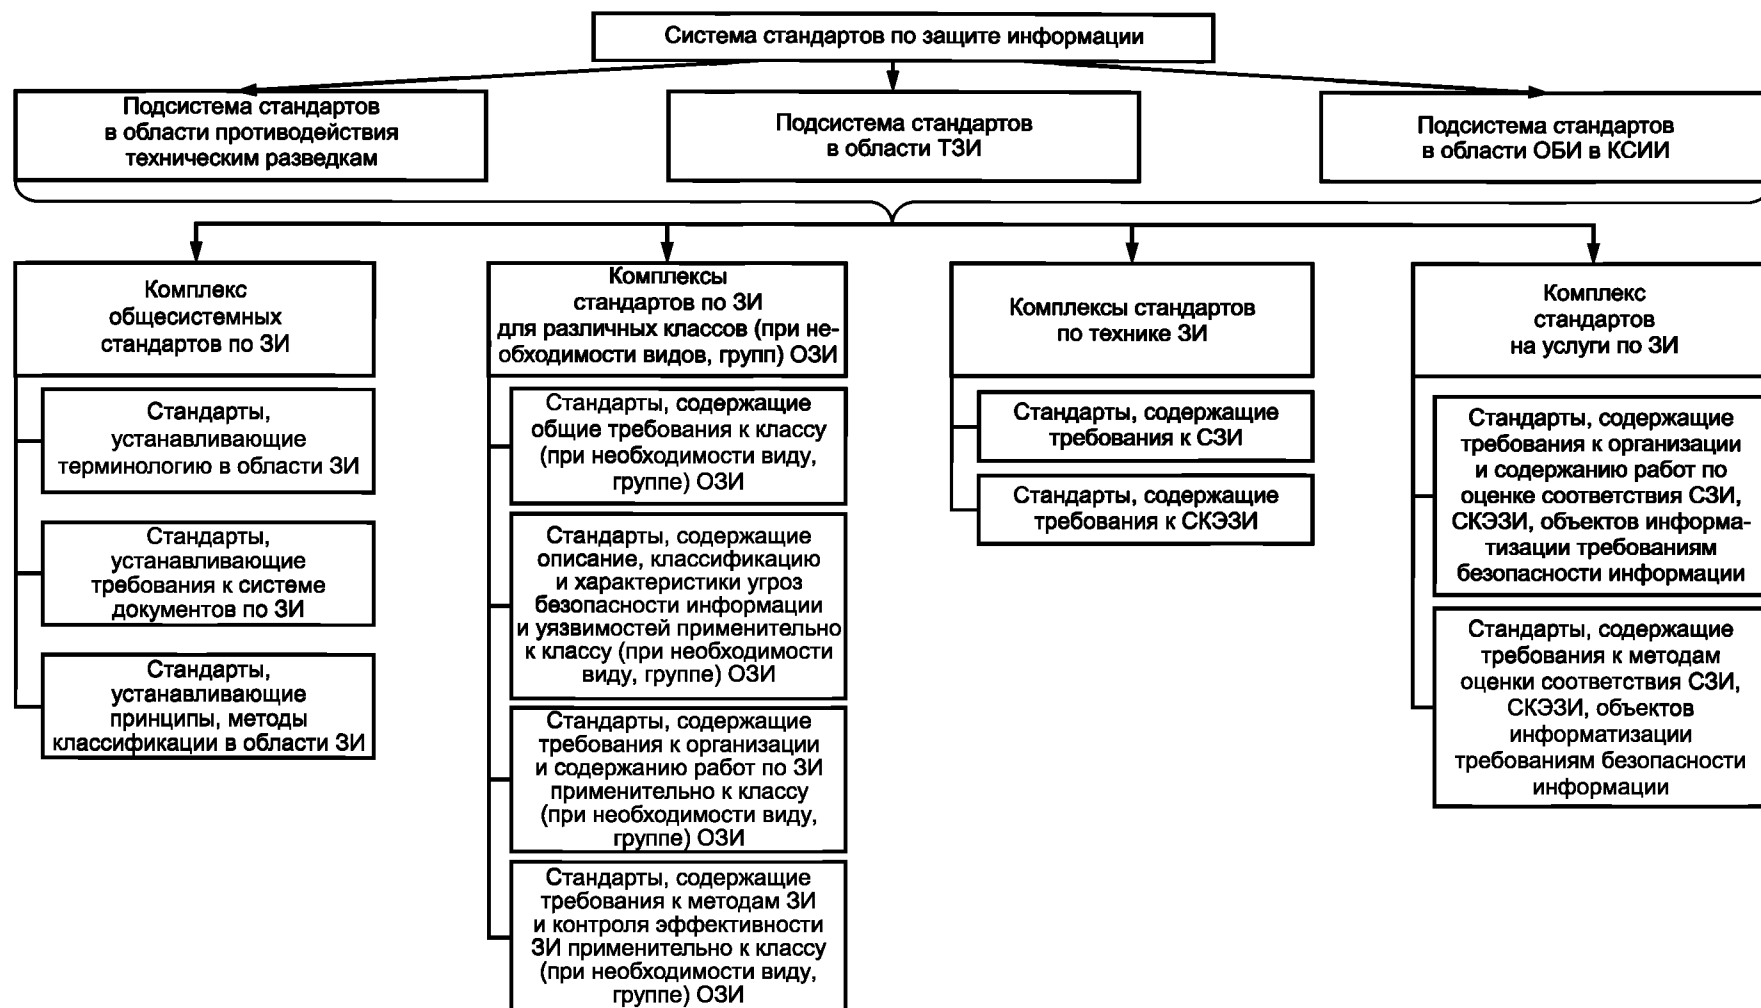 Система стандартов по защите информации
Подсистема стандартов
в области противодействия
техническим разведкам
Подсистема стандартов
в области ТЗИ
Подсистема стандартов
в области ОБИ в КСИИ
Комплекс
общесистемных
стандартов по ЗИ
Стандарты,
устанавливающие
терминологию в области ЗИ
Стандарты,
устанавливающие
требования к системе
документов по ЗИ
Стандарты,
устанавливающие
принципы, методы
классификации в области ЗИ
Комплексы
стандартов по ЗИ
для различных классов (при не-
обходимости видов, групп) ОЗИ
Стандарты, содержащие
общие требования к классу
(при необходимости виду,
группе) ОЗИ
Стандарты, содержащие
описание, классификацию
и характеристики угроз
безопасности информации
и уязвимостей применительно
к классу (при необходимости
виду, группе) ОЗИ
Стандарты, содержащие
требования к организации
и содержанию работ по ЗИ
применительно к классу
(при необходимости виду,
группе) ОЗИ
Стандарты, содержащие
требования к методам ЗИ
и контроля эффективности
ЗИ применительно к классу
(при необходимости виду,
группе) ОЗИ
Комплексы стандартов
по технике ЗИ
Стандарты, содержащие
требования к СЗИ
Стандарты, содержащие
требования к СКЭЗИ
Комплекс
стандартов
на услуги по ЗИ
Стандарты, содержащие
требования к организации
и содержанию работ по
оценке соответствия СЗИ,
СКЭЗИ, объектов информа-
тизации требованиям
безопасности информации
Стандарты, содержащие
требования к методам
оценки соответствия СЗИ,
СКЭЗИ, объектов
информатизации
требованиям безопасности
информации